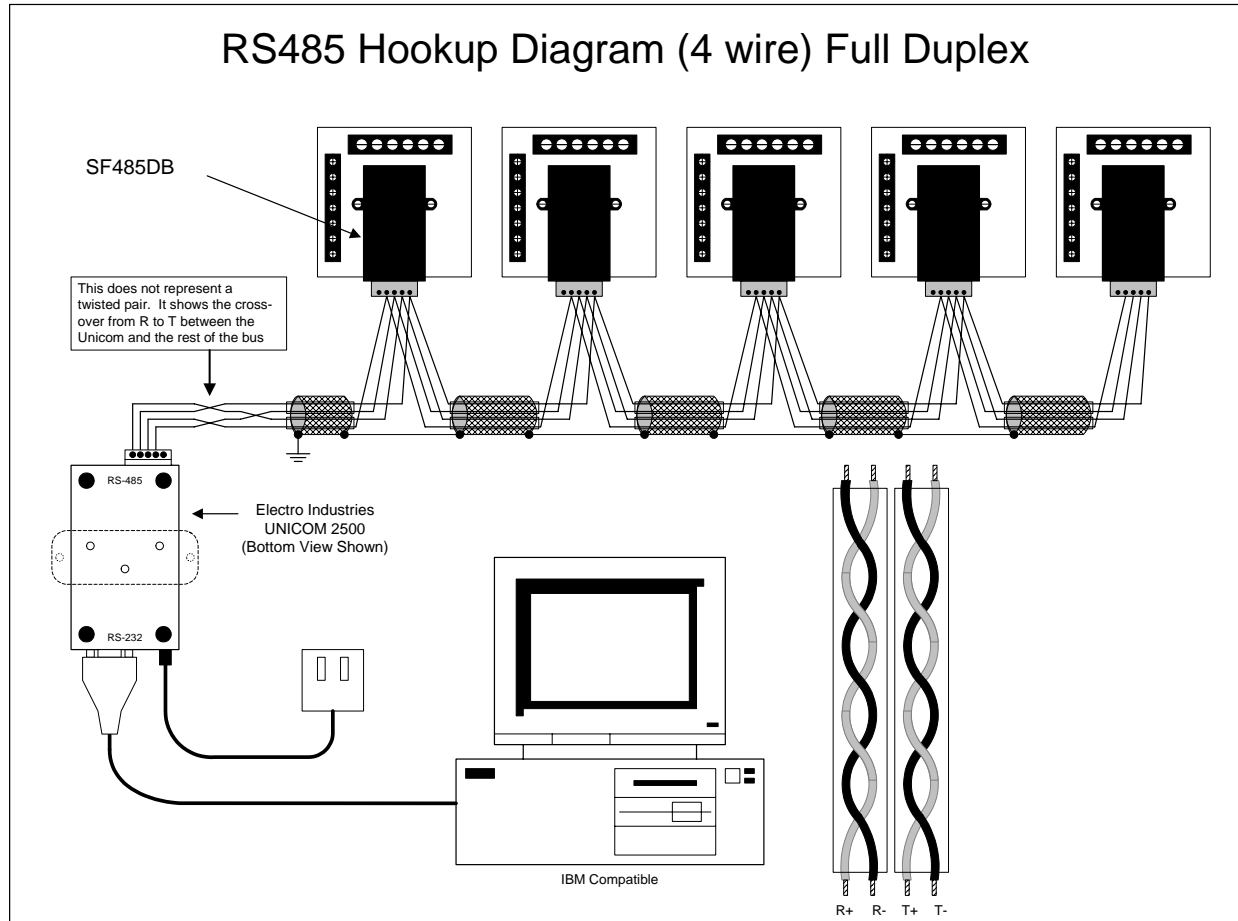 RS485 Hookup Diagram (4 wire) Full Duplex
SF485DB
This does not represent a
twisted pair. It shows the cross-
over from R to T between the
Unicom and the rest of the bus
RS-485
Electro Industries
UNICOM 2500
(Bottom View Shown)
RS-232
IBM Compatible
R+ R- T+ T-